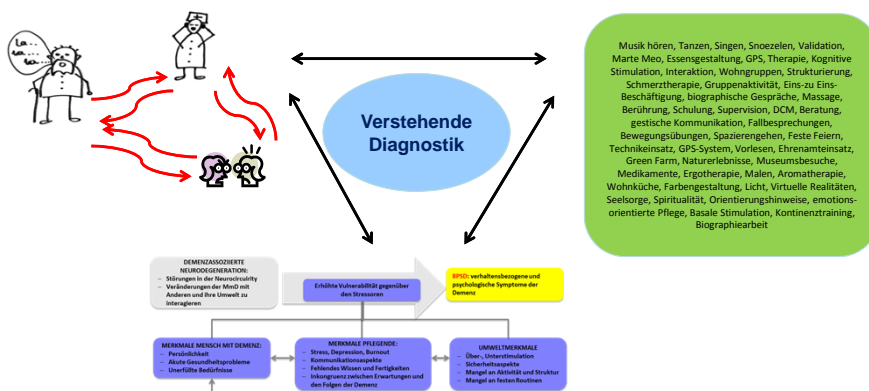 La...
la...
la...
Verstehende
Diagnostik
Musik hören, Tanzen, Singen, Snoezelen, Validation,
Marte Meo, Essensgestaltung, GPS, Therapie, Kognitive
Stimulation, Interaktion, Wohngruppen, Strukturierung,
Schmerztherapie, Gruppenaktivität, Eins-zu Eins-
Beschäftigung, biographische Gespräche, Massage,
Berührung, Schulung, Supervision, DCM, Beratung,
gestische Kommunikation, Fallbesprechungen,
Bewegungsübungen, Spazierengehen, Feste Feiern,
Technikeinsatz, GPS-System, Vorlesen, Ehrenamteinsatz,
Green Farm, Naturerlebnisse, Museumsbesuche,
Medikamente, Ergotherapie, Malen, Aromatherapie,
Wohnküche, Farbengestaltung, Licht, Virtuelle Realitäten,
Seelsorge, Spiritualität, Orientierungshinweise, emotions-
orientierte Pflege, Basale Stimulation, Kontinenztraining,
Biographiearbeit
DEMENZASSOZIIERTE
NEURODEGENERATION:
– Störungen in der Neurocircuirity
– Veränderungen der MmD mit
Anderen und ihre Umwelt zu
interagieren
Erhöhte Vulnerabilität gegenüber
den Stressoren
BPSD: verhaltensbezogene und
psychologische Symptome der
Demenz
MERKMALE MENSCH MIT DEMENZ:
– Persönlichkeit
– Akute Gesundheitsprobleme
– Unerfüllte Bedürfnisse
MERKMALE PFLEGENDE:
– Stress, Depression, Burnout
– Kommunikationsaspekte
– Fehlendes Wissen und Fertigkeiten
– Inkongruenz zwischen Erwartungen und
den Folgen der Demenz
UMWELTMERKMALE
– Über-, Unterstimulation
– Sicherheitsaspekte
– Mangel an Aktivität und Struktur
– Mangel an festen Routinen